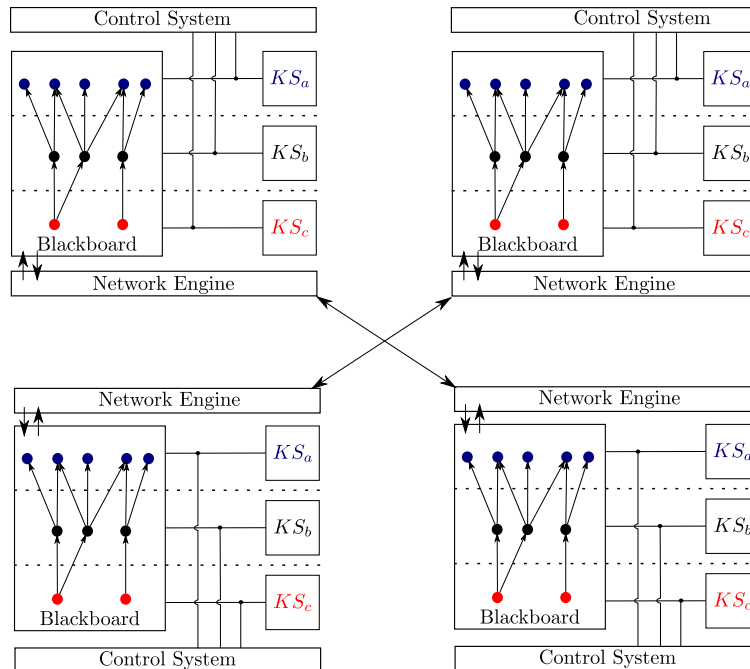 Control System
Control System
KS_a
KS_a
KS_b
KS_b
KS_c
KS_c
Blackboard
Blackboard
Network Engine
Network Engine
Network Engine
Network Engine
KS_a
KS_a
KS_b
KS_b
KS_c
KS_c
Blackboard
Blackboard
Control System
Control System